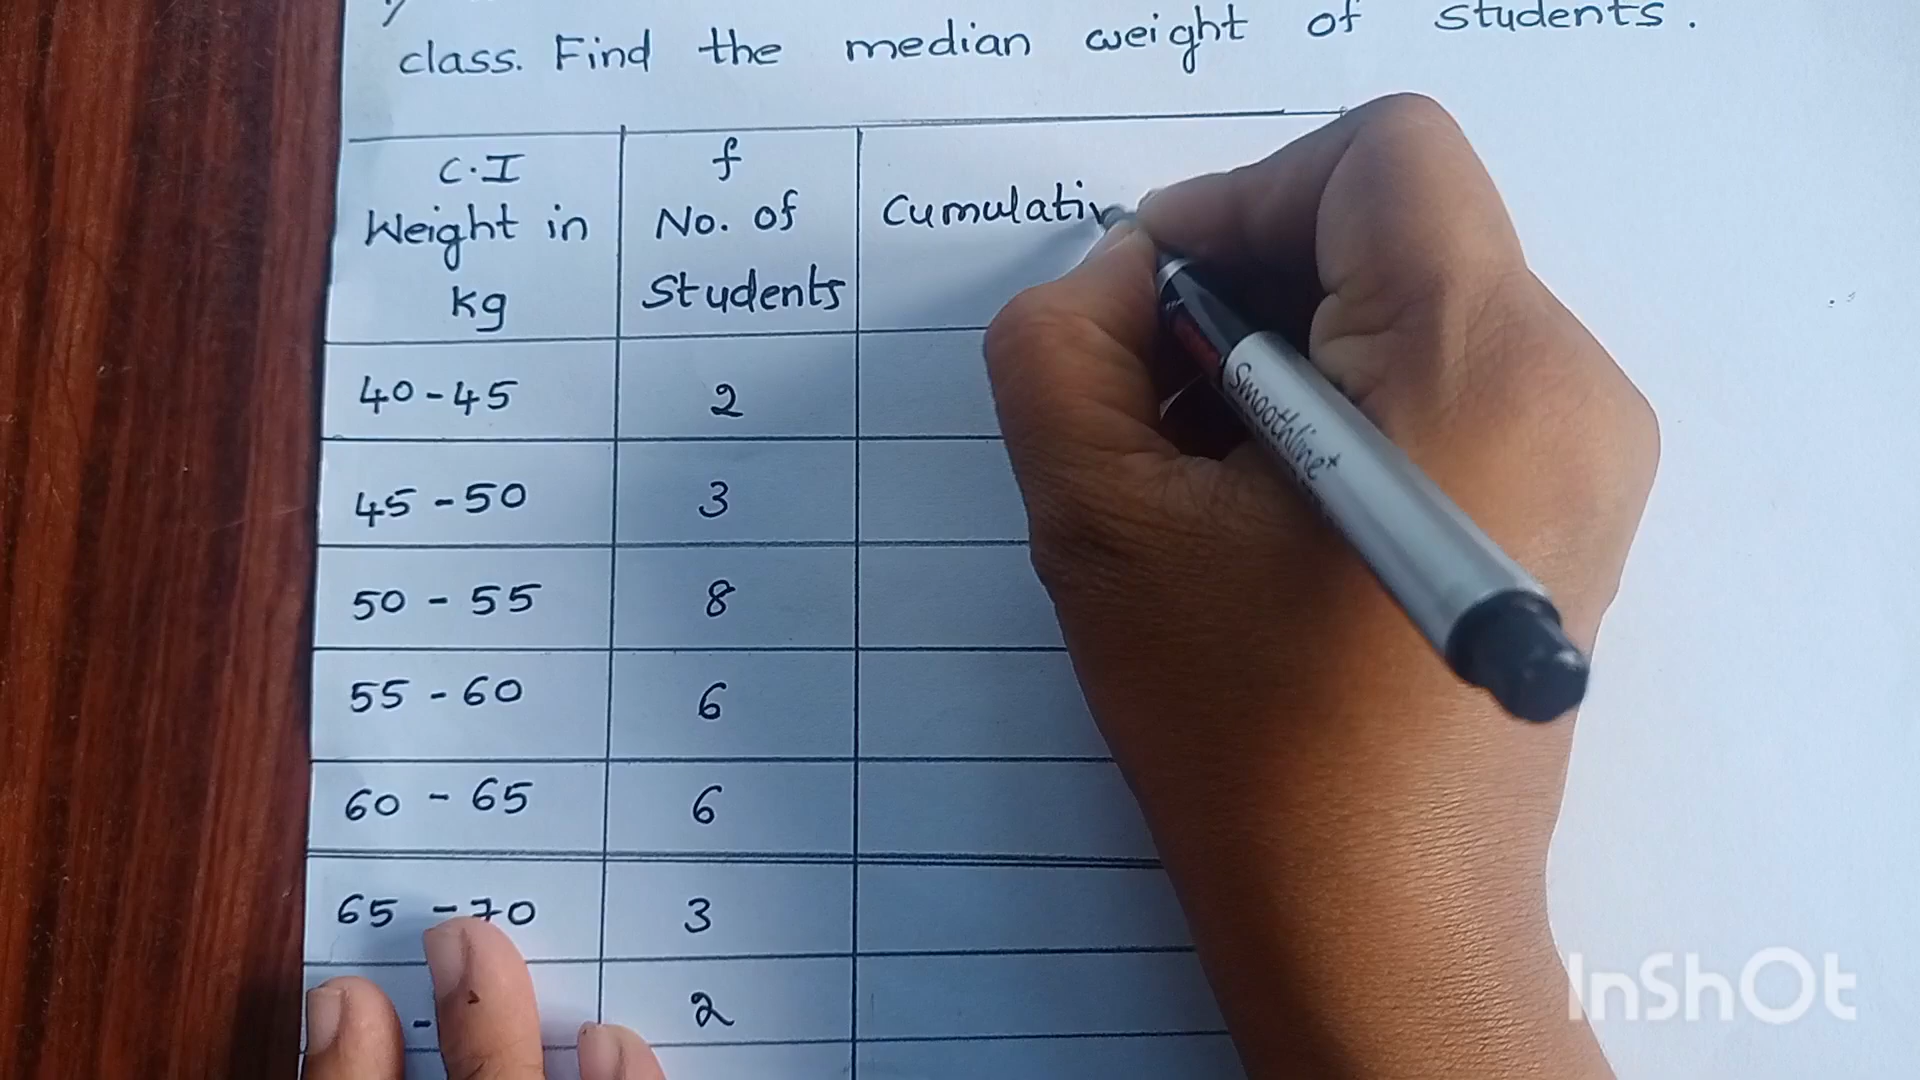 class. Find the median weight of students.
C.I
Weight in
kg
f
No. of
Students
Cumulativ
40-45 2
45-50 3
50-55 8
55-60 6
60-65 6
65-70 3
- 2
Smoothline
InShOt